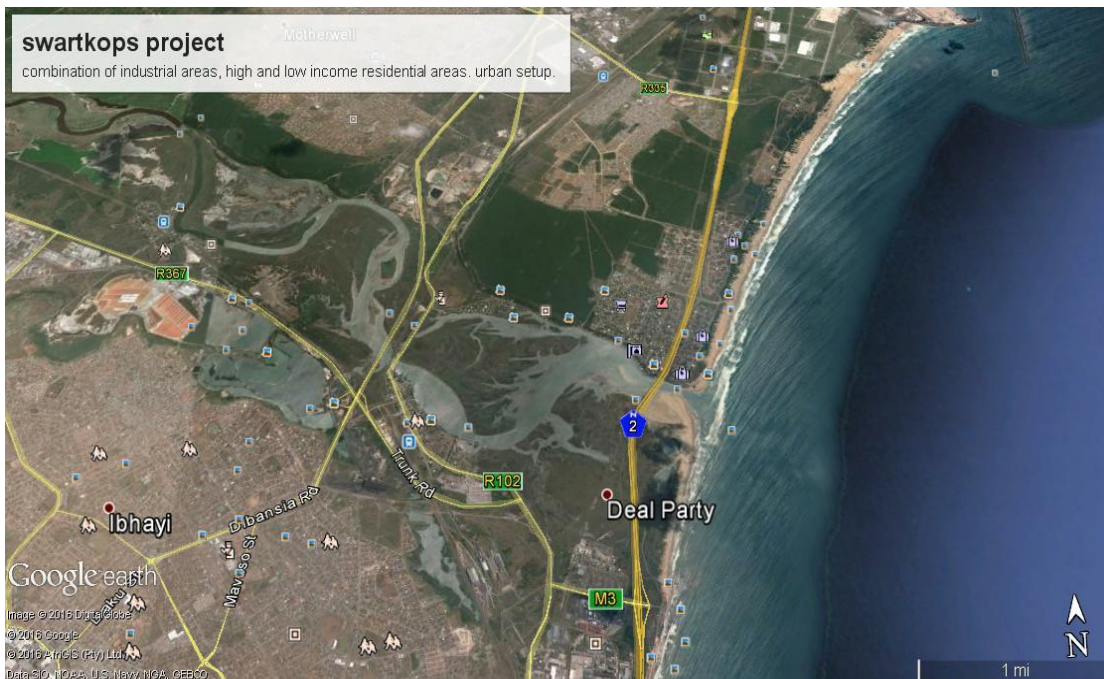 swartkops project
Motherwell
combination of industrial areas, high and low income residential areas. urban setup.
R335
R367
N
2
R102
Trunk Rd
Deal Party
Dibansia Rd
Ibhayi
Mavuso St
Google earth
M3
Image © 2016 DigitalGlobe
© 2016 Google
© 2016 AfriGIS (Pty) Ltd.
Data SIO, NOAA, U.S. Navy, NGA, GEBCO
N
1 mi